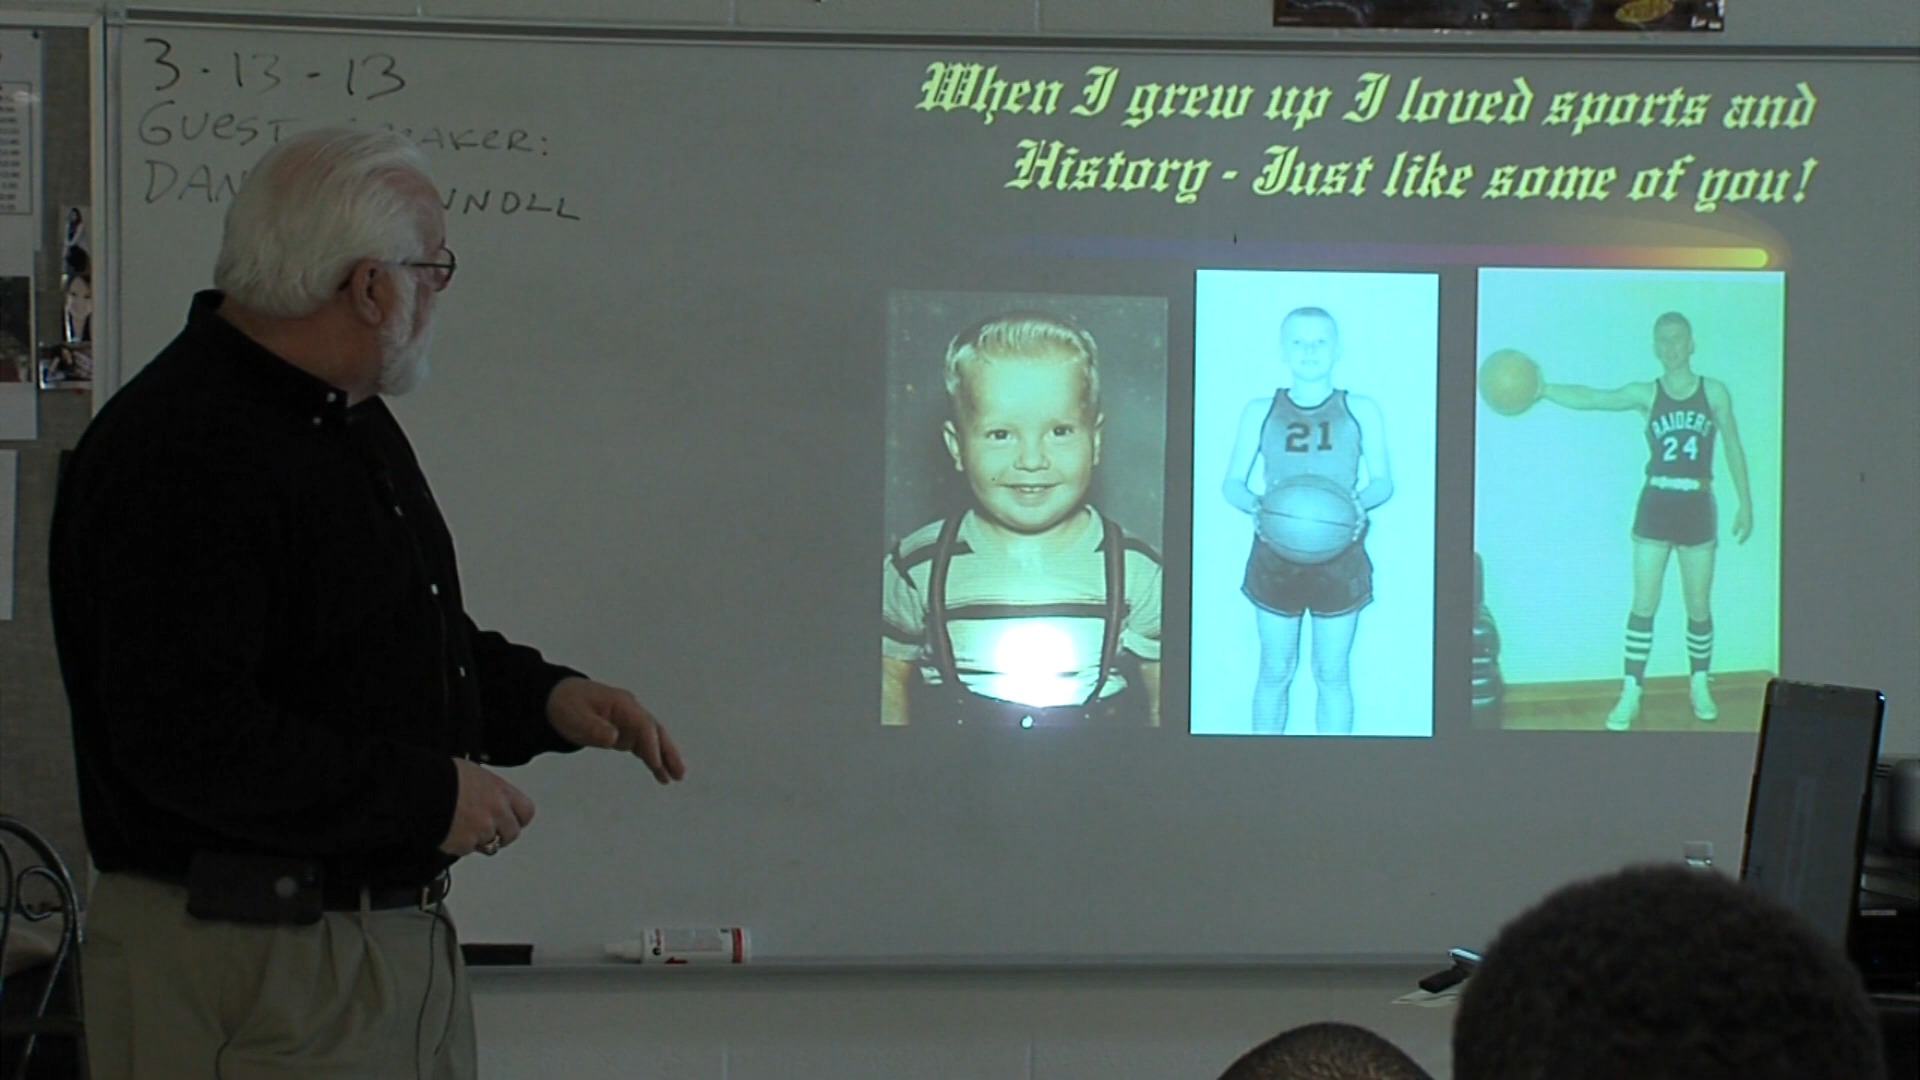 3-13-13
GUEST
DAN
When I grew up I loved sports and
History - Just like some of you!
21
RAIDERS
24